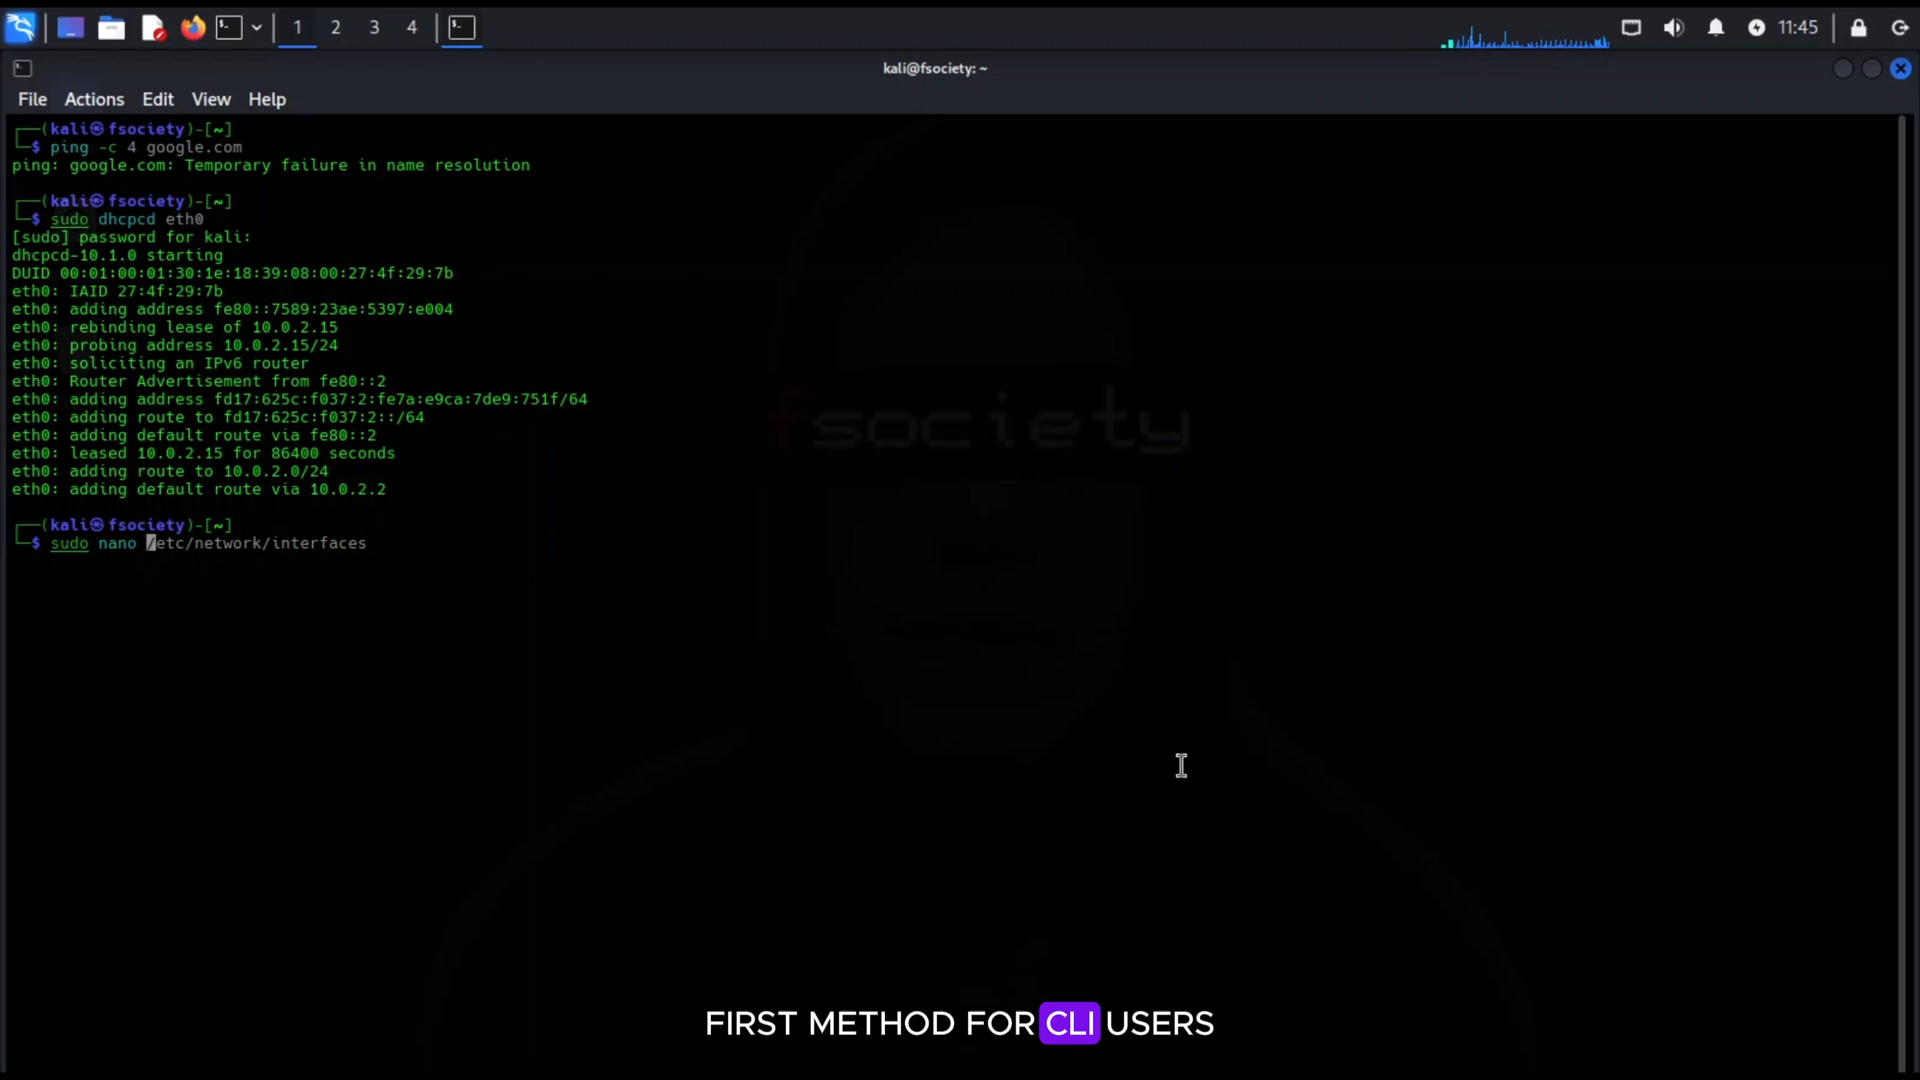 1 2 3 4 11:45
kali@fsociety: ~
File Actions Edit View Help
┌──(kali㉿fsociety)-[~]
└─$ ping -c 4 google.com
ping: google.com: Temporary failure in name resolution
┌──(kali㉿fsociety)-[~]
└─$ sudo dhcpcd eth0
[sudo] password for kali:
dhcpcd-10.1.0 starting
DUID 00:01:00:01:30:1e:18:39:08:00:27:4f:29:7b
eth0: IAID 27:4f:29:7b
eth0: adding address fe80::7589:23ae:5397:e004
eth0: rebinding lease of 10.0.2.15
eth0: probing address 10.0.2.15/24
eth0: soliciting an IPv6 router
eth0: Router Advertisement from fe80::2
eth0: adding address fd17:625c:f037:2:fe7a:e9ca:7de9:751f/64
eth0: adding route to fd17:625c:f037:2::/64
eth0: adding default route via fe80::2
eth0: leased 10.0.2.15 for 86400 seconds
eth0: adding route to 10.0.2.0/24
eth0: adding default route via 10.0.2.2
┌──(kali㉿fsociety)-[~]
└─$ sudo nano /etc/network/interfaces
fsociety
FIRST METHOD FOR CLI USERS